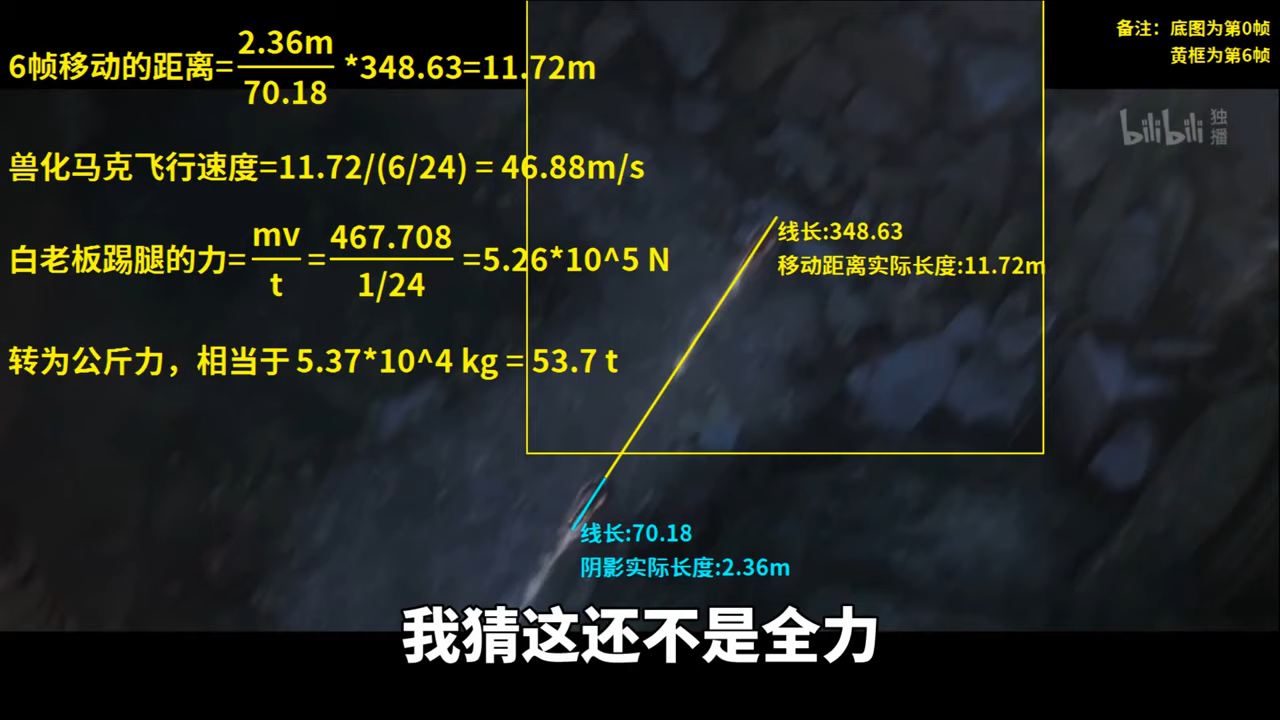 备注：底图为第0帧
黄框为第6帧
6帧移动的距离=2.36m/70.18 *348.63=11.72m
bilibili 独播
兽化马克飞行速度=11.72/(6/24) = 46.88m/s
白老板踢腿的力=mv/t=467.708/1/24=5.26*10^5 N
线长:348.63
移动距离实际长度:11.72m
转为公斤力，相当于 5.37*10^4 kg = 53.7 t
线长:70.18
阴影实际长度:2.36m
我猜这还不是全力